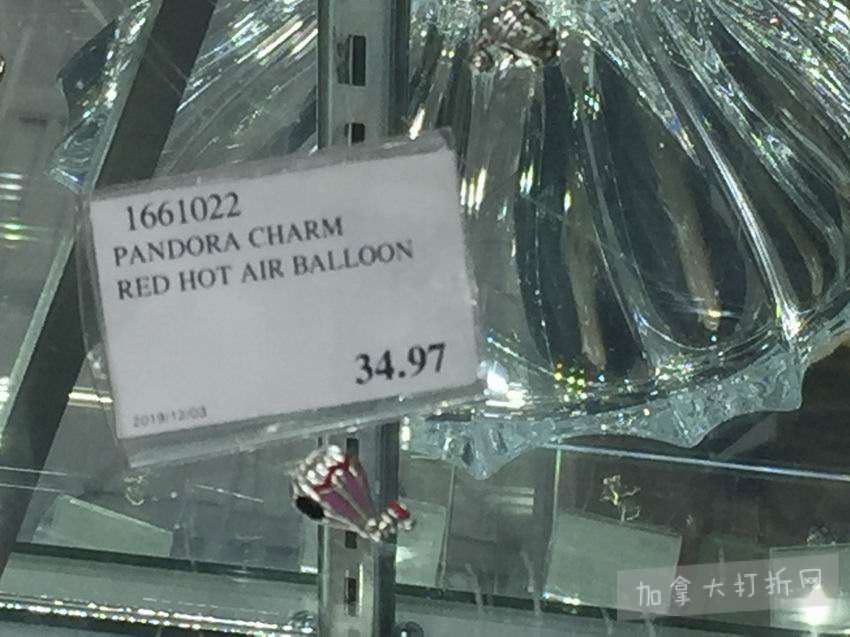 1661022
PANDORA CHARM
RED HOT AIR BALLOON
34.97
2019/12/03
加拿大打折网